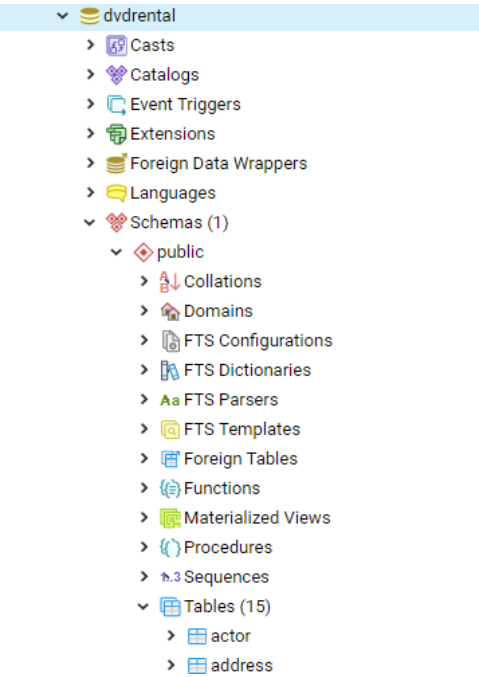 dvdrental
Casts
Catalogs
Event Triggers
Extensions
Foreign Data Wrappers
Languages
Schemas (1)
public
Collations
Domains
FTS Configurations
FTS Dictionaries
Aa FTS Parsers
FTS Templates
Foreign Tables
{(=)} Functions
Materialized Views
{()} Procedures
1..3 Sequences
Tables (15)
actor
address